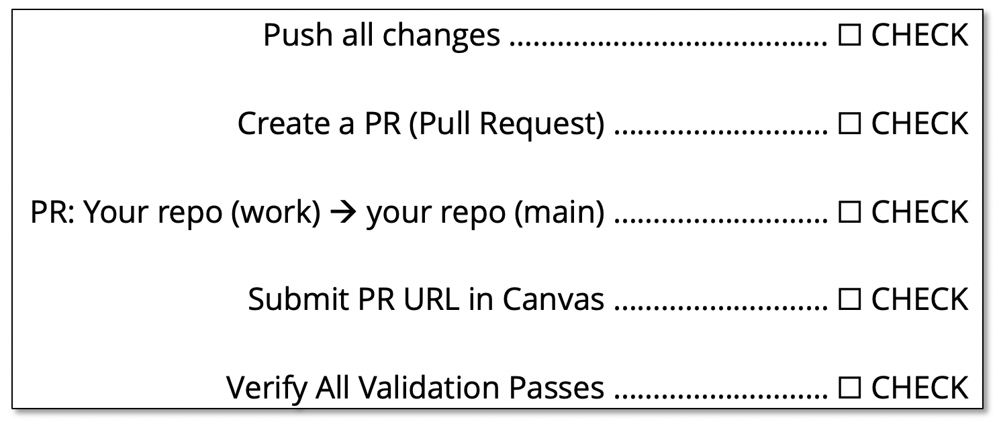 Push all changes ........................................ ☐ CHECK
Create a PR (Pull Request) ........................... ☐ CHECK
PR: Your repo (work) → your repo (main) ........................... ☐ CHECK
Submit PR URL in Canvas ........................... ☐ CHECK
Verify All Validation Passes ........................... ☐ CHECK